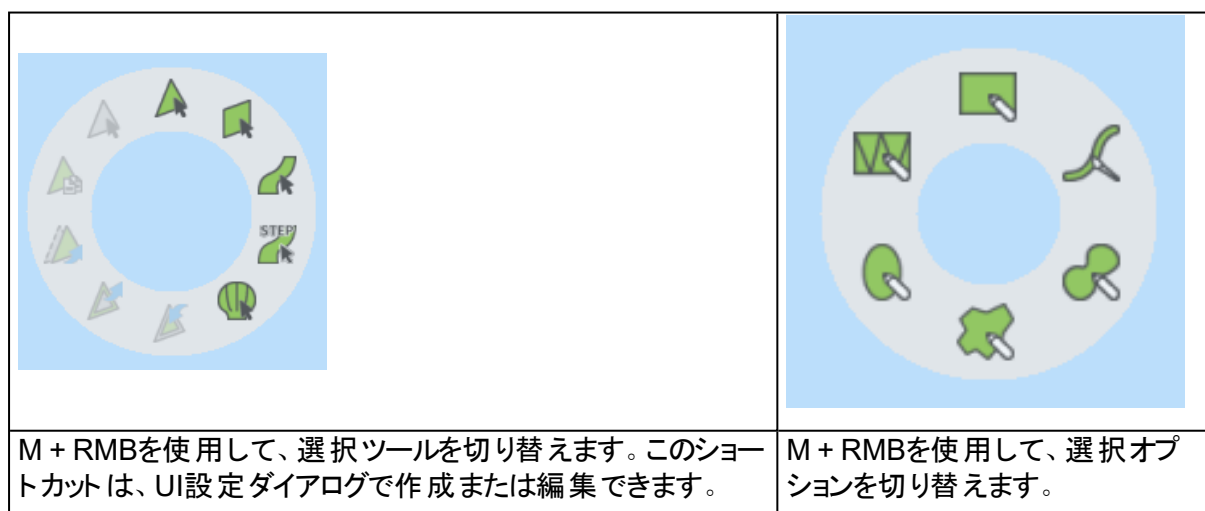 STEP
M + RMBを使用して、選択ツールを切り替えます。このショー
トカットは、UI設定ダイアログで作成または編集できます。
M + RMBを使用して、選択オプ
ションを切り替えます。